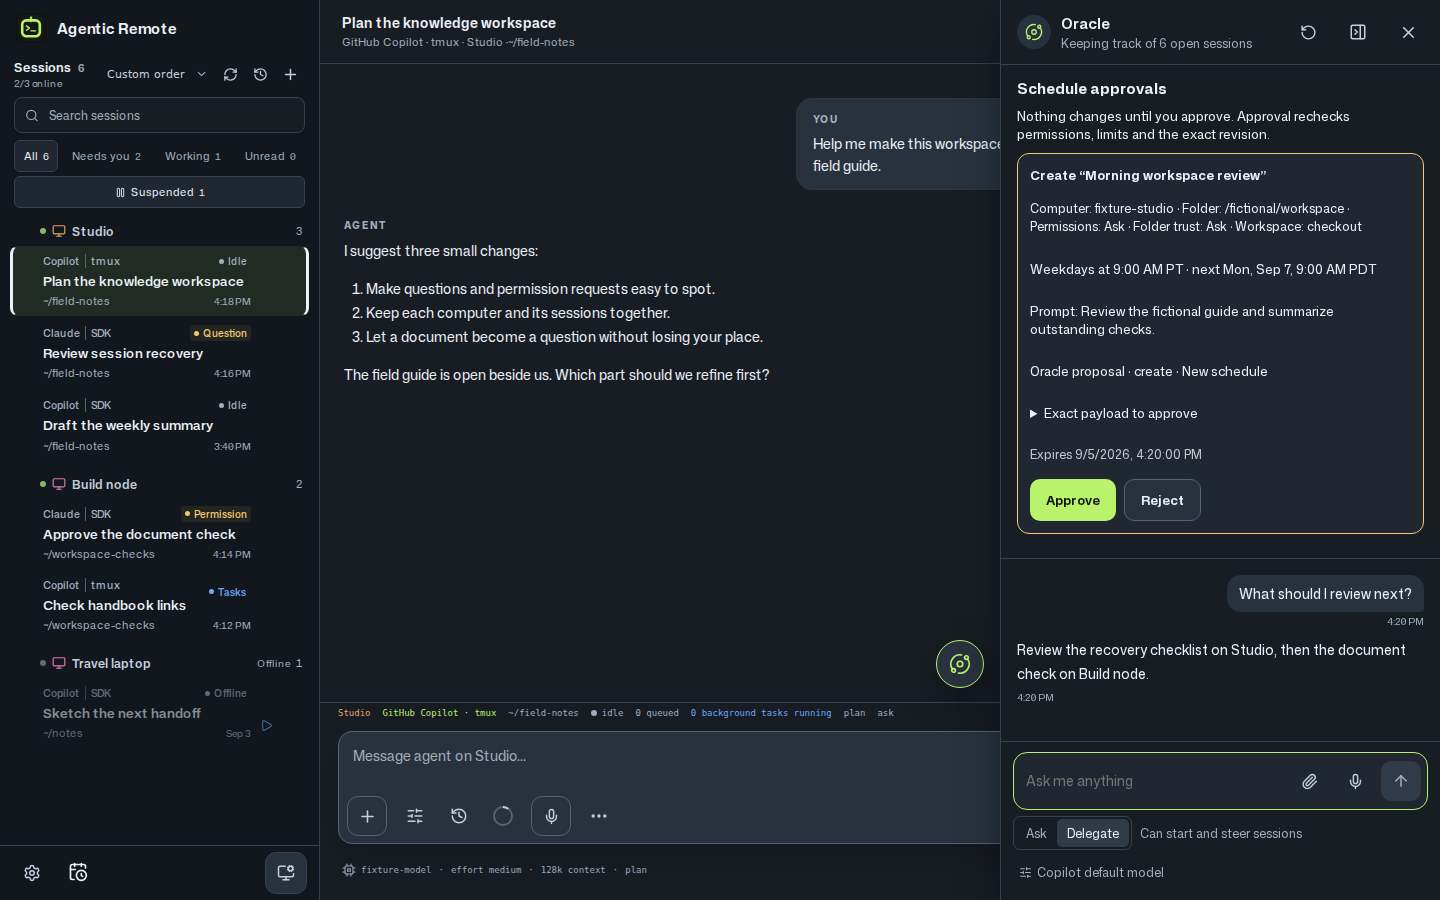 Agentic Remote
Sessions 6
2/3 online
Custom order
Search sessions
All 6
Needs you 2
Working 1
Unread 0
Suspended 1
Studio 3
Copilot | tmux
Idle
Plan the knowledge workspace
~/field-notes
4:18 PM
Claude | SDK
Question
Review session recovery
~/field-notes
4:16 PM
Copilot | SDK
Idle
Draft the weekly summary
~/field-notes
3:40 PM
Build node 2
Claude | SDK
Permission
Approve the document check
~/workspace-checks
4:14 PM
Copilot | tmux
Tasks
Check handbook links
~/workspace-checks
4:12 PM
Travel laptop
Offline 1
Copilot | SDK
Offline
Sketch the next handoff
~/notes
Sep 3
Plan the knowledge workspace
GitHub Copilot · tmux · Studio · ~/field-notes
YOU
Help me make this workspace
field guide.
AGENT
I suggest three small changes:
1. Make questions and permission requests easy to spot.
2. Keep each computer and its sessions together.
3. Let a document become a question without losing your place.
The field guide is open beside us. Which part should we refine first?
Studio GitHub Copilot · tmux ~/field-notes idle 0 queued 0 background tasks running plan ask
Message agent on Studio...
fixture-model · effort medium · 128k context · plan
Oracle
Keeping track of 6 open sessions
Schedule approvals
Nothing changes until you approve. Approval rechecks
permissions, limits and the exact revision.
Create “Morning workspace review”
Computer: fixture-studio · Folder: /fictional/workspace ·
Permissions: Ask · Folder trust: Ask · Workspace: checkout
Weekdays at 9:00 AM PT · next Mon, Sep 7, 9:00 AM PDT
Prompt: Review the fictional guide and summarize
outstanding checks.
Oracle proposal · create · New schedule
Exact payload to approve
Expires 9/5/2026, 4:20:00 PM
Approve
Reject
What should I review next?
4:20 PM
Review the recovery checklist on Studio, then the document
check on Build node.
4:20 PM
Ask me anything
Ask
Delegate
Can start and steer sessions
Copilot default model